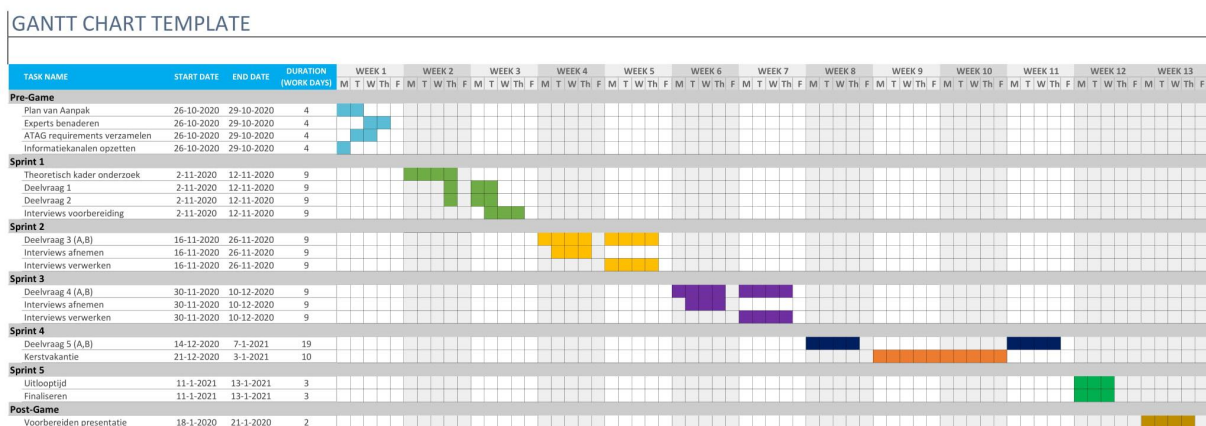 GANTT CHART TEMPLATE
TASK NAME START DATE END DATE DURATION (WORK DAYS) WEEK 1 WEEK 2 WEEK 3 WEEK 4 WEEK 5 WEEK 6 WEEK 7 WEEK 8 WEEK 9 WEEK 10 WEEK 11 WEEK 12 WEEK 13
M T W Th F M T W Th F M T W Th F M T W Th F M T W Th F M T W Th F M T W Th F M T W Th F M T W Th F M T W Th F M T W Th F M T W Th F M T W Th F
Pre-Game
Plan van Aanpak 26-10-2020 29-10-2020 4
Experts benaderen 26-10-2020 29-10-2020 4
ATAG requirements verzamelen 26-10-2020 29-10-2020 4
Informatiekanalen opzetten 26-10-2020 29-10-2020 4
Sprint 1
Theoretisch kader onderzoek 2-11-2020 12-11-2020 9
Deelvraag 1 2-11-2020 12-11-2020 9
Deelvraag 2 2-11-2020 12-11-2020 9
Interviews voorbereiding 2-11-2020 12-11-2020 9
Sprint 2
Deelvraag 3 (A,B) 16-11-2020 26-11-2020 9
Interviews afnemen 16-11-2020 26-11-2020 9
Interviews verwerken 16-11-2020 26-11-2020 9
Sprint 3
Deelvraag 4 (A,B) 30-11-2020 10-12-2020 9
Interviews afnemen 30-11-2020 10-12-2020 9
Interviews verwerken 30-11-2020 10-12-2020 9
Sprint 4
Deelvraag 5 (A,B) 14-12-2020 7-1-2021 19
Kerstvakantie 21-12-2020 3-1-2021 10
Sprint 5
Uitlooptijd 11-1-2021 13-1-2021 3
Finaliseren 11-1-2021 13-1-2021 3
Post-Game
Voorbereiden presentatie 18-1-2020 21-1-2020 2